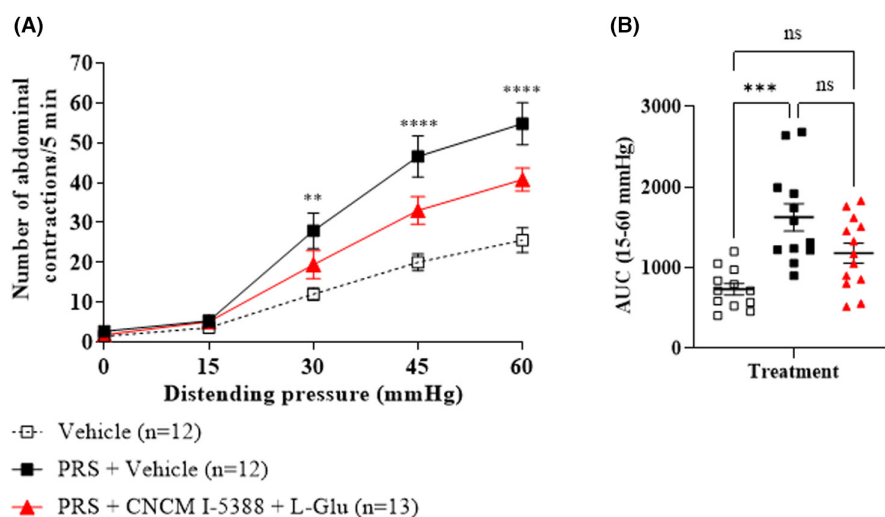 (A)
Number of abdominal
contractions/5 min
70
60
50
40
30
20
10
0
**
****
****
0 15 30 45 60
Distending pressure (mmHg)
Vehicle (n=12)
PRS + Vehicle (n=12)
PRS + CNCM I-5388 + L-Glu (n=13)
(B)
ns
*** ns
AUC (15-60 mmHg)
3000
2000
1000
0
Treatment